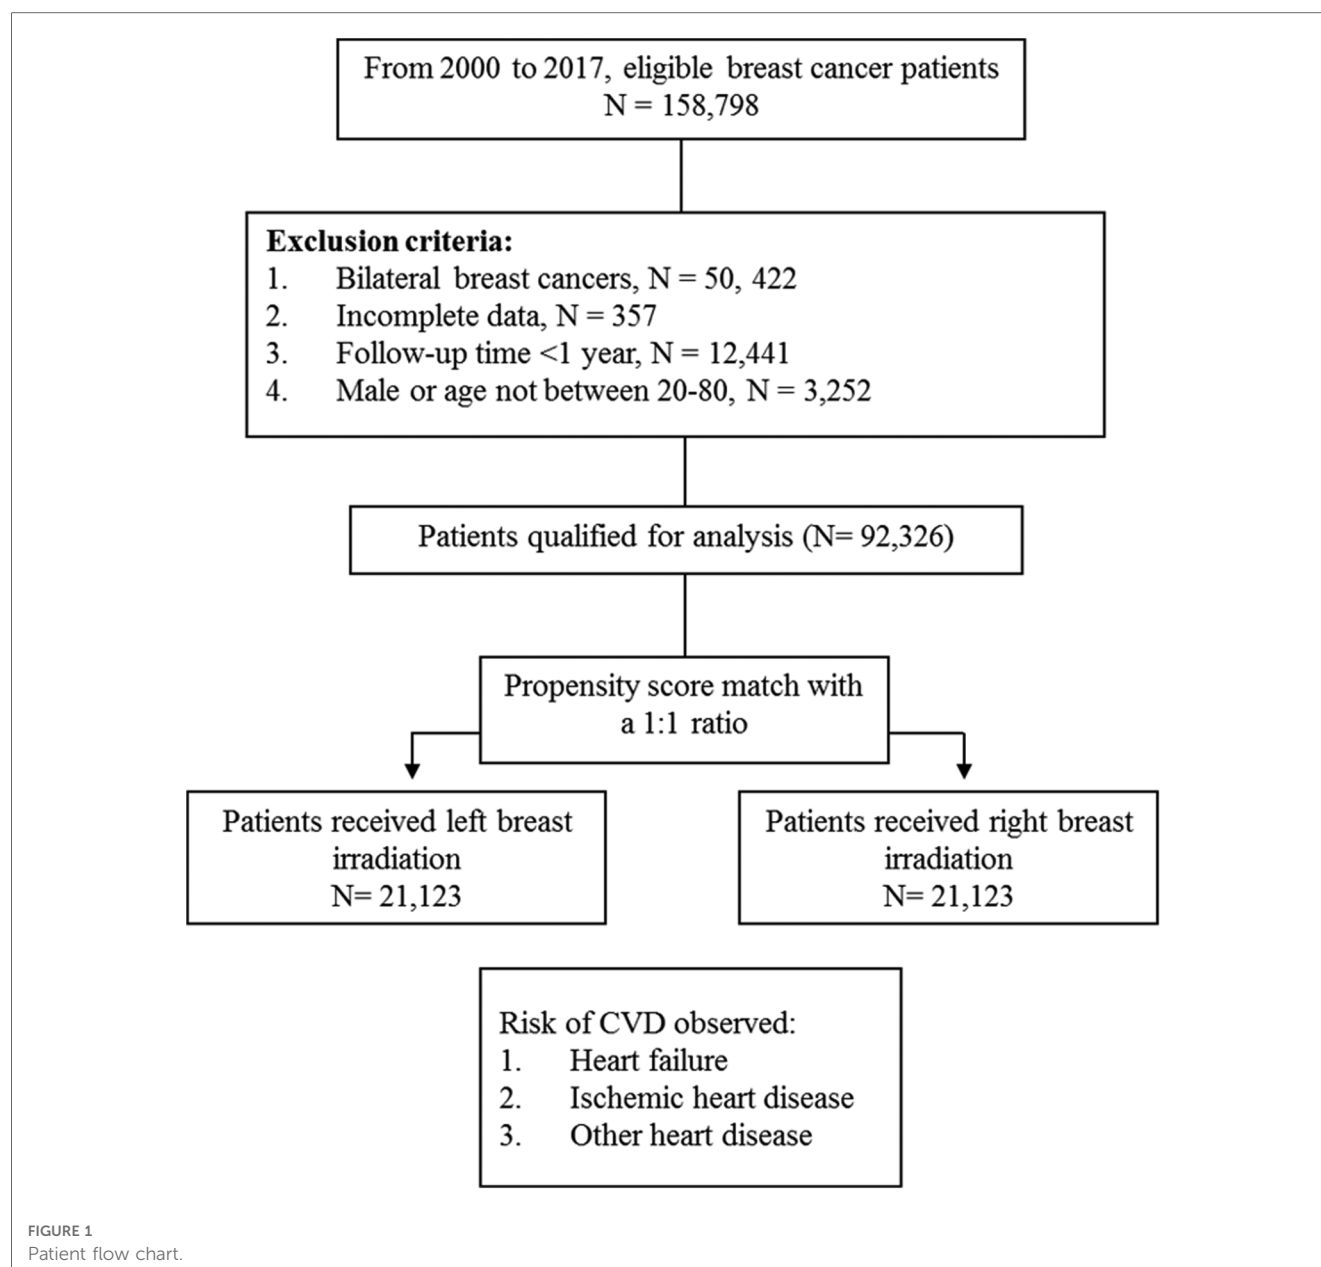 From 2000 to 2017, eligible breast cancer patients
N = 158,798
Exclusion criteria:
1. Bilateral breast cancers, N = 50, 422
2. Incomplete data, N = 357
3. Follow-up time <1 year, N = 12,441
4. Male or age not between 20-80, N = 3,252
Patients qualified for analysis (N= 92,326)
Propensity score match with
a 1:1 ratio
Patients received left breast
irradiation
N= 21,123
Patients received right breast
irradiation
N= 21,123
Risk of CVD observed:
1. Heart failure
2. Ischemic heart disease
3. Other heart disease
FIGURE 1
Patient flow chart.